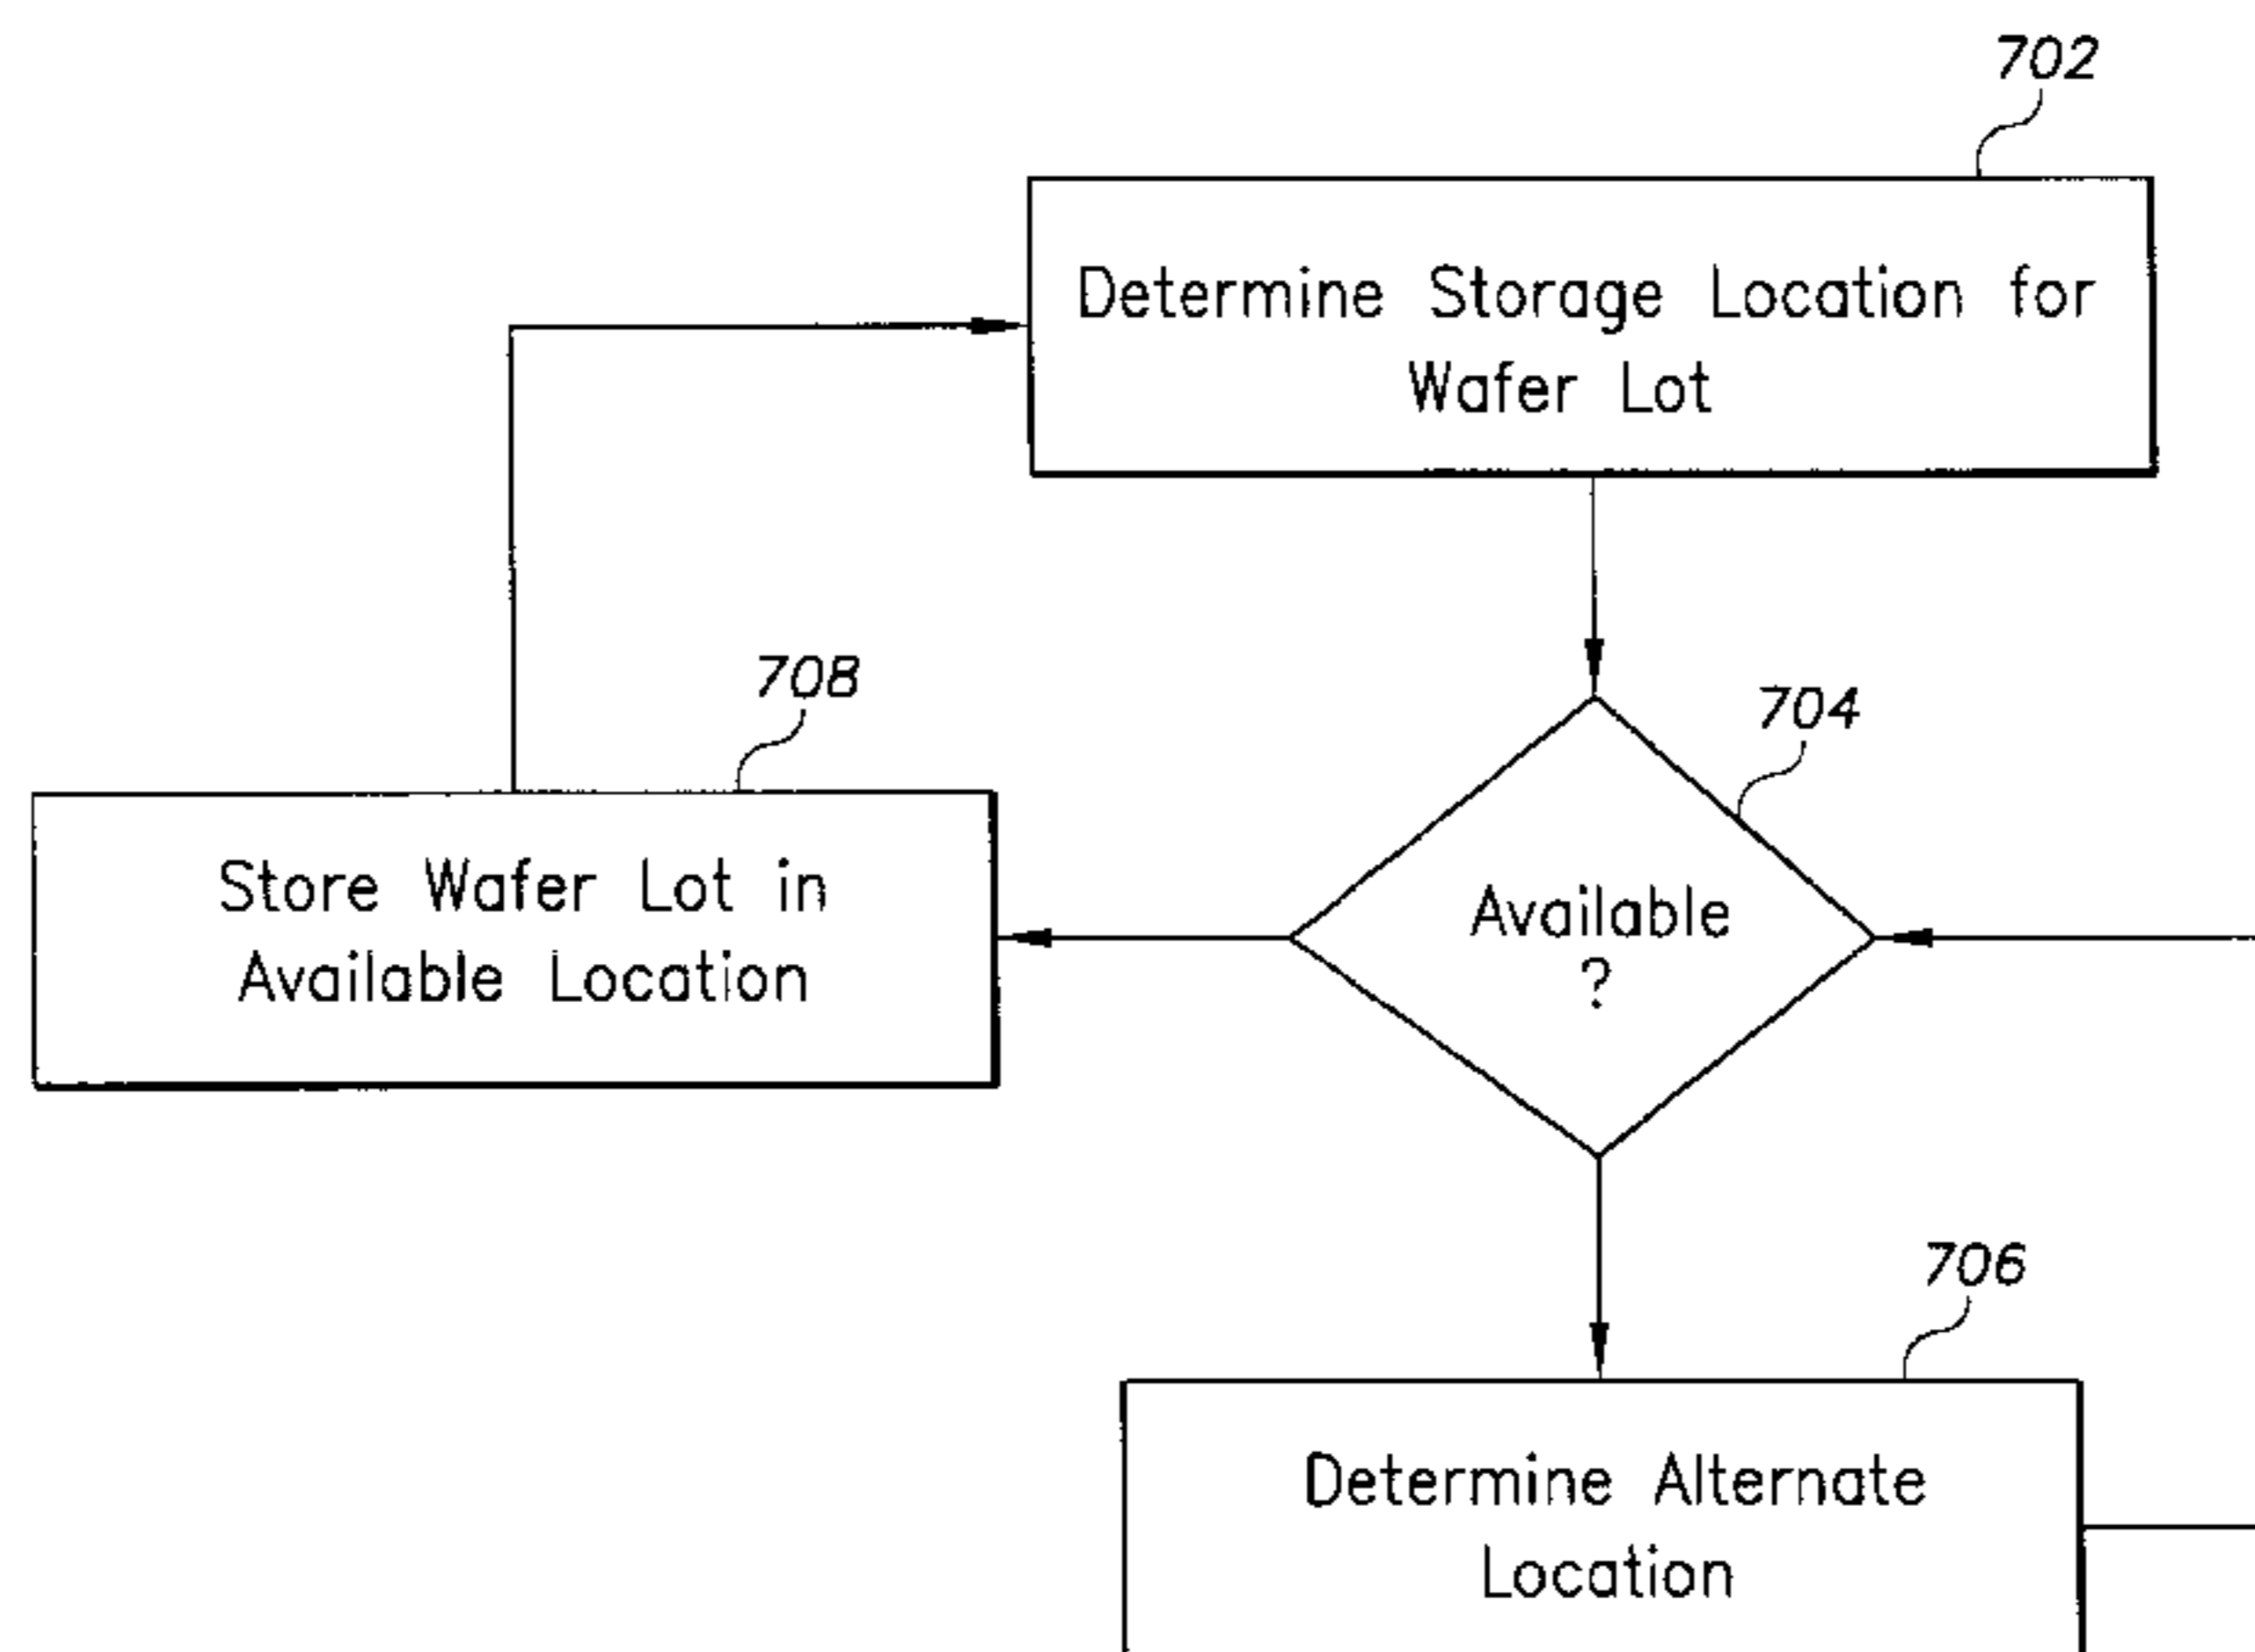 702
Determine Storage Location for
Wafer Lot
708
704
Store Wafer Lot in
Available Location
Available
?
706
Determine Alternate
Location